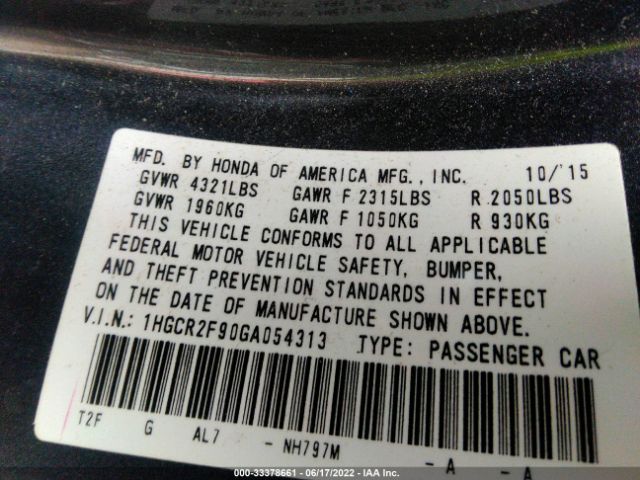 MFD. BY HONDA OF AMERICA MFG., INC. 10/'15
GVWR 4321LBS GAWR F 2315LBS R 2050LBS
GVWR 1960KG GAWR F 1050KG R 930KG
THIS VEHICLE CONFORMS TO ALL APPLICABLE
FEDERAL MOTOR VEHICLE SAFETY, BUMPER,
AND THEFT PREVENTION STANDARDS IN EFFECT
ON THE DATE OF MANUFACTURE SHOWN ABOVE.
V.I.N.: 1HGCR2F90GA054313 TYPE: PASSENGER CAR
T2F G AL7 - NH797M - A - A
000-33378661 - 06/17/2022 - IAA Inc.